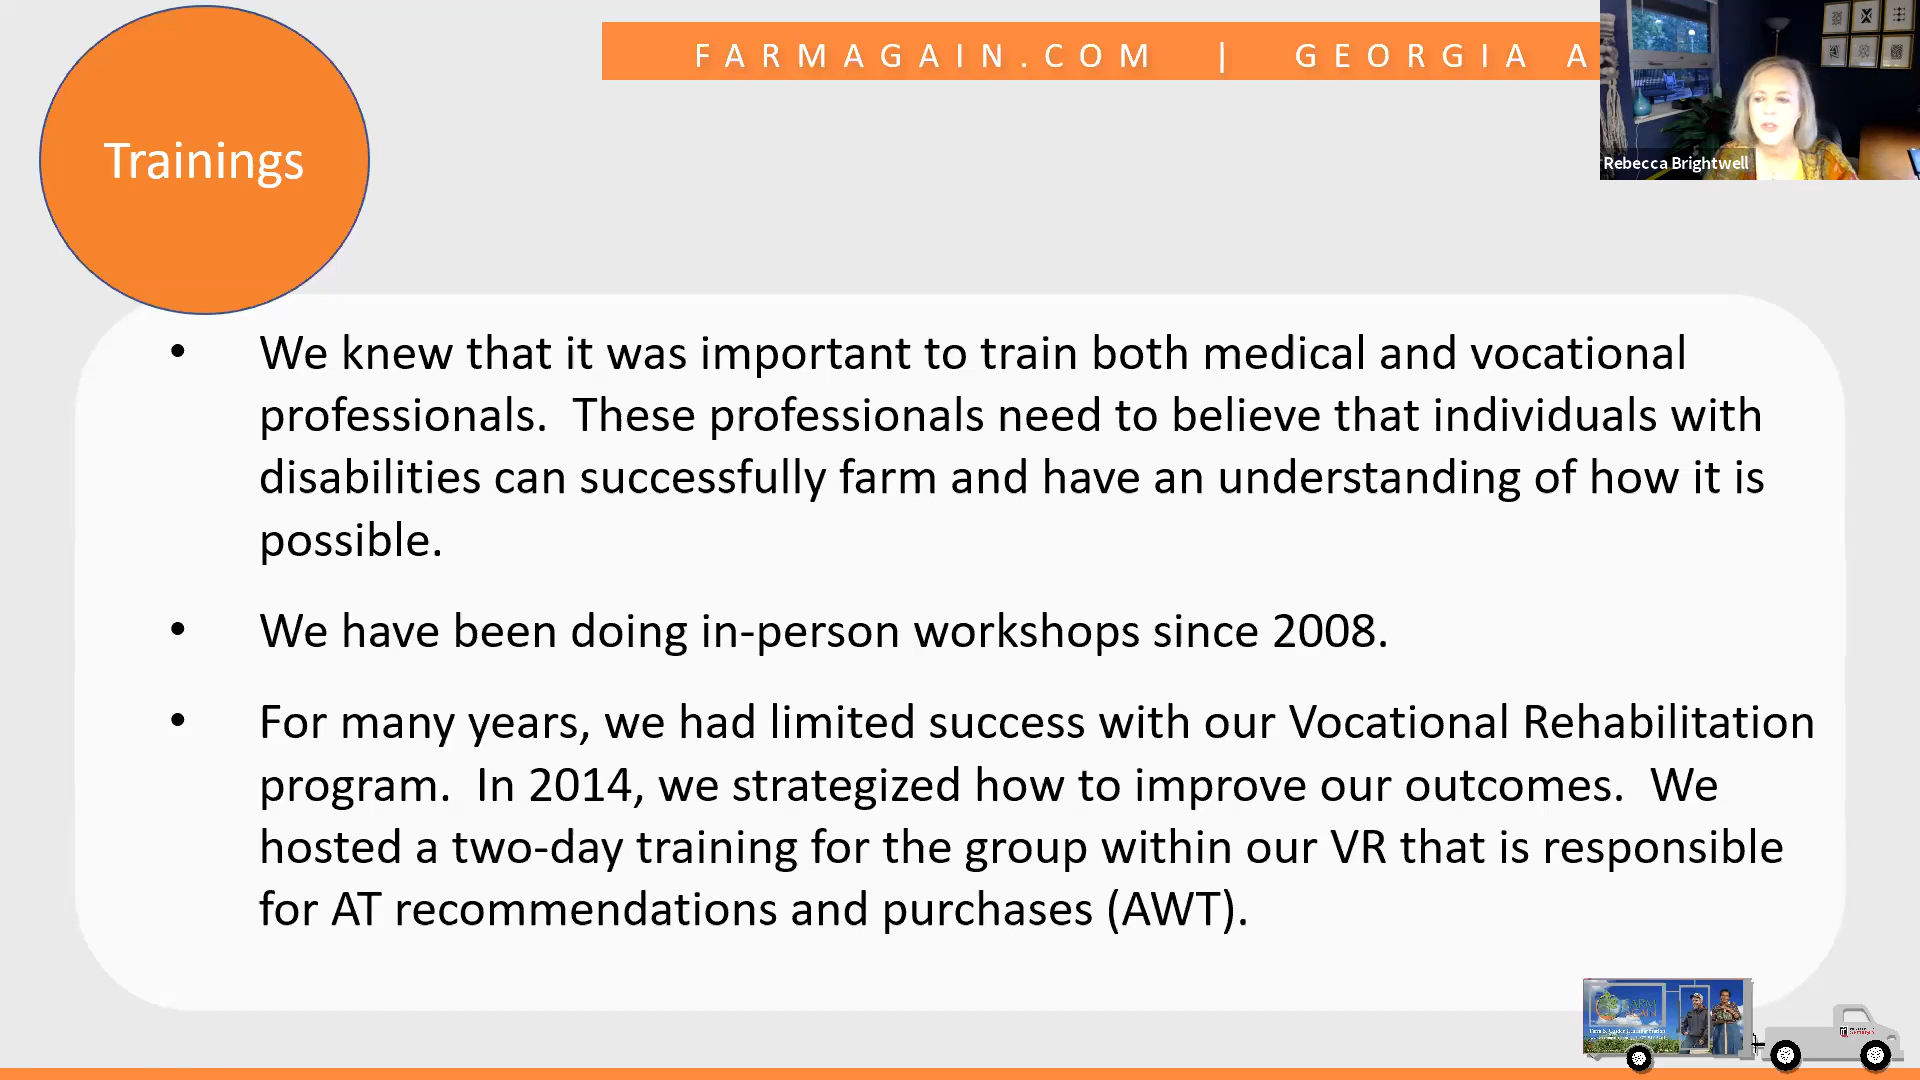 FARMAGAIN.COM | GEORGIA A
Trainings
Rebecca Brightwell
• We knew that it was important to train both medical and vocational
professionals.  These professionals need to believe that individuals with
disabilities can successfully farm and have an understanding of how it is
possible.
• We have been doing in-person workshops since 2008.
• For many years, we had limited success with our Vocational Rehabilitation
program.  In 2014, we strategized how to improve our outcomes.  We
hosted a two-day training for the group within our VR that is responsible
for AT recommendations and purchases (AWT).
FARM
AGAIN